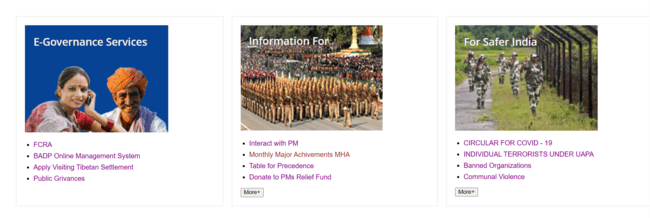 E-Governance Services
FCRA
BADP Online Management System
Apply Visiting Tibetan Settlement
Public Grivances
Information For
Interact with PM
Monthly Major Achivements MHA
Table for Precedence
Donate to PMs Relief Fund
More+
For Safer India
CIRCULAR FOR COVID - 19
INDIVIDUAL TERRORISTS UNDER UAPA
Banned Organizations
Communal Violence
More+